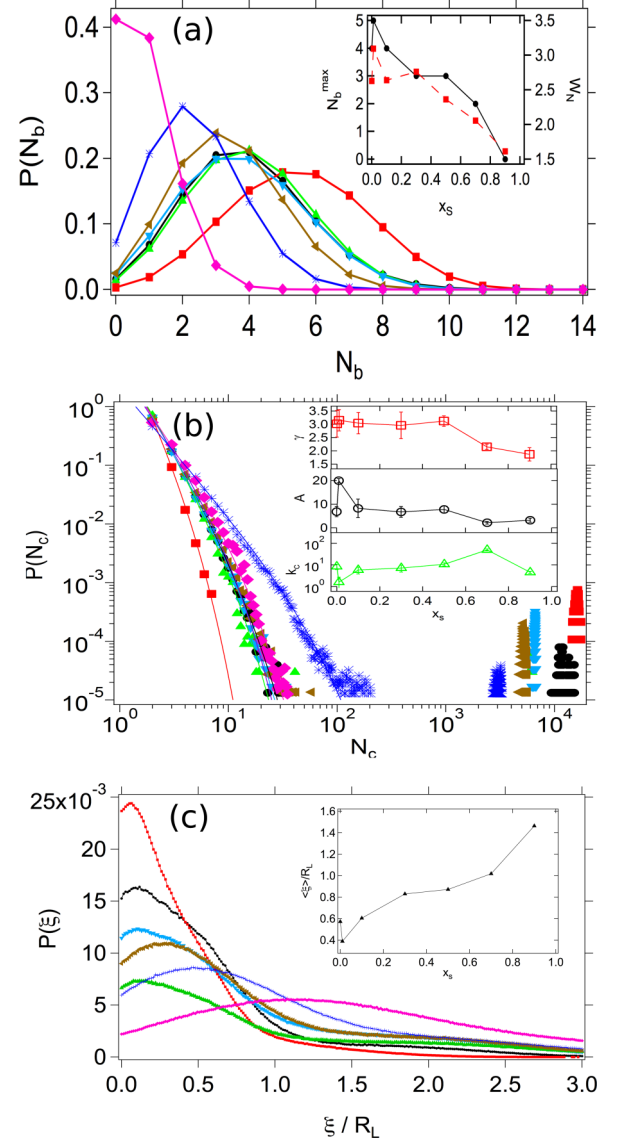 (a)
0.4
0.3
0.2
0.1
0.0
P(N_b)
0 2 4 6 8 10 12 14
N_b
5
4
3
2
1
0
N_b^max
3.5
3.0
2.5
2.0
1.5
W_N
0.0 0.2 0.4 0.6 0.8 1.0
x_S
(b)
10^0
10^-1
10^-2
10^-3
10^-4
10^-5
P(N_c)
10^0 10^1 10^2 10^3 10^4
N_c
3.5
3.0
2.5
2.0
1.5
γ
20
10
0
A
10^2
10^1
10^0
k_c
0.0 0.2 0.4 0.6 0.8 1.0
x_s
(c)
25x10^-3
20
15
10
5
0
P(ξ)
0.0 0.5 1.0 1.5 2.0 2.5 3.0
ξ / R_L
1.6
1.4
1.2
1.0
0.8
0.6
0.4
<ξ>/R_L
0.0 0.2 0.4 0.6 0.8 1.0
x_s